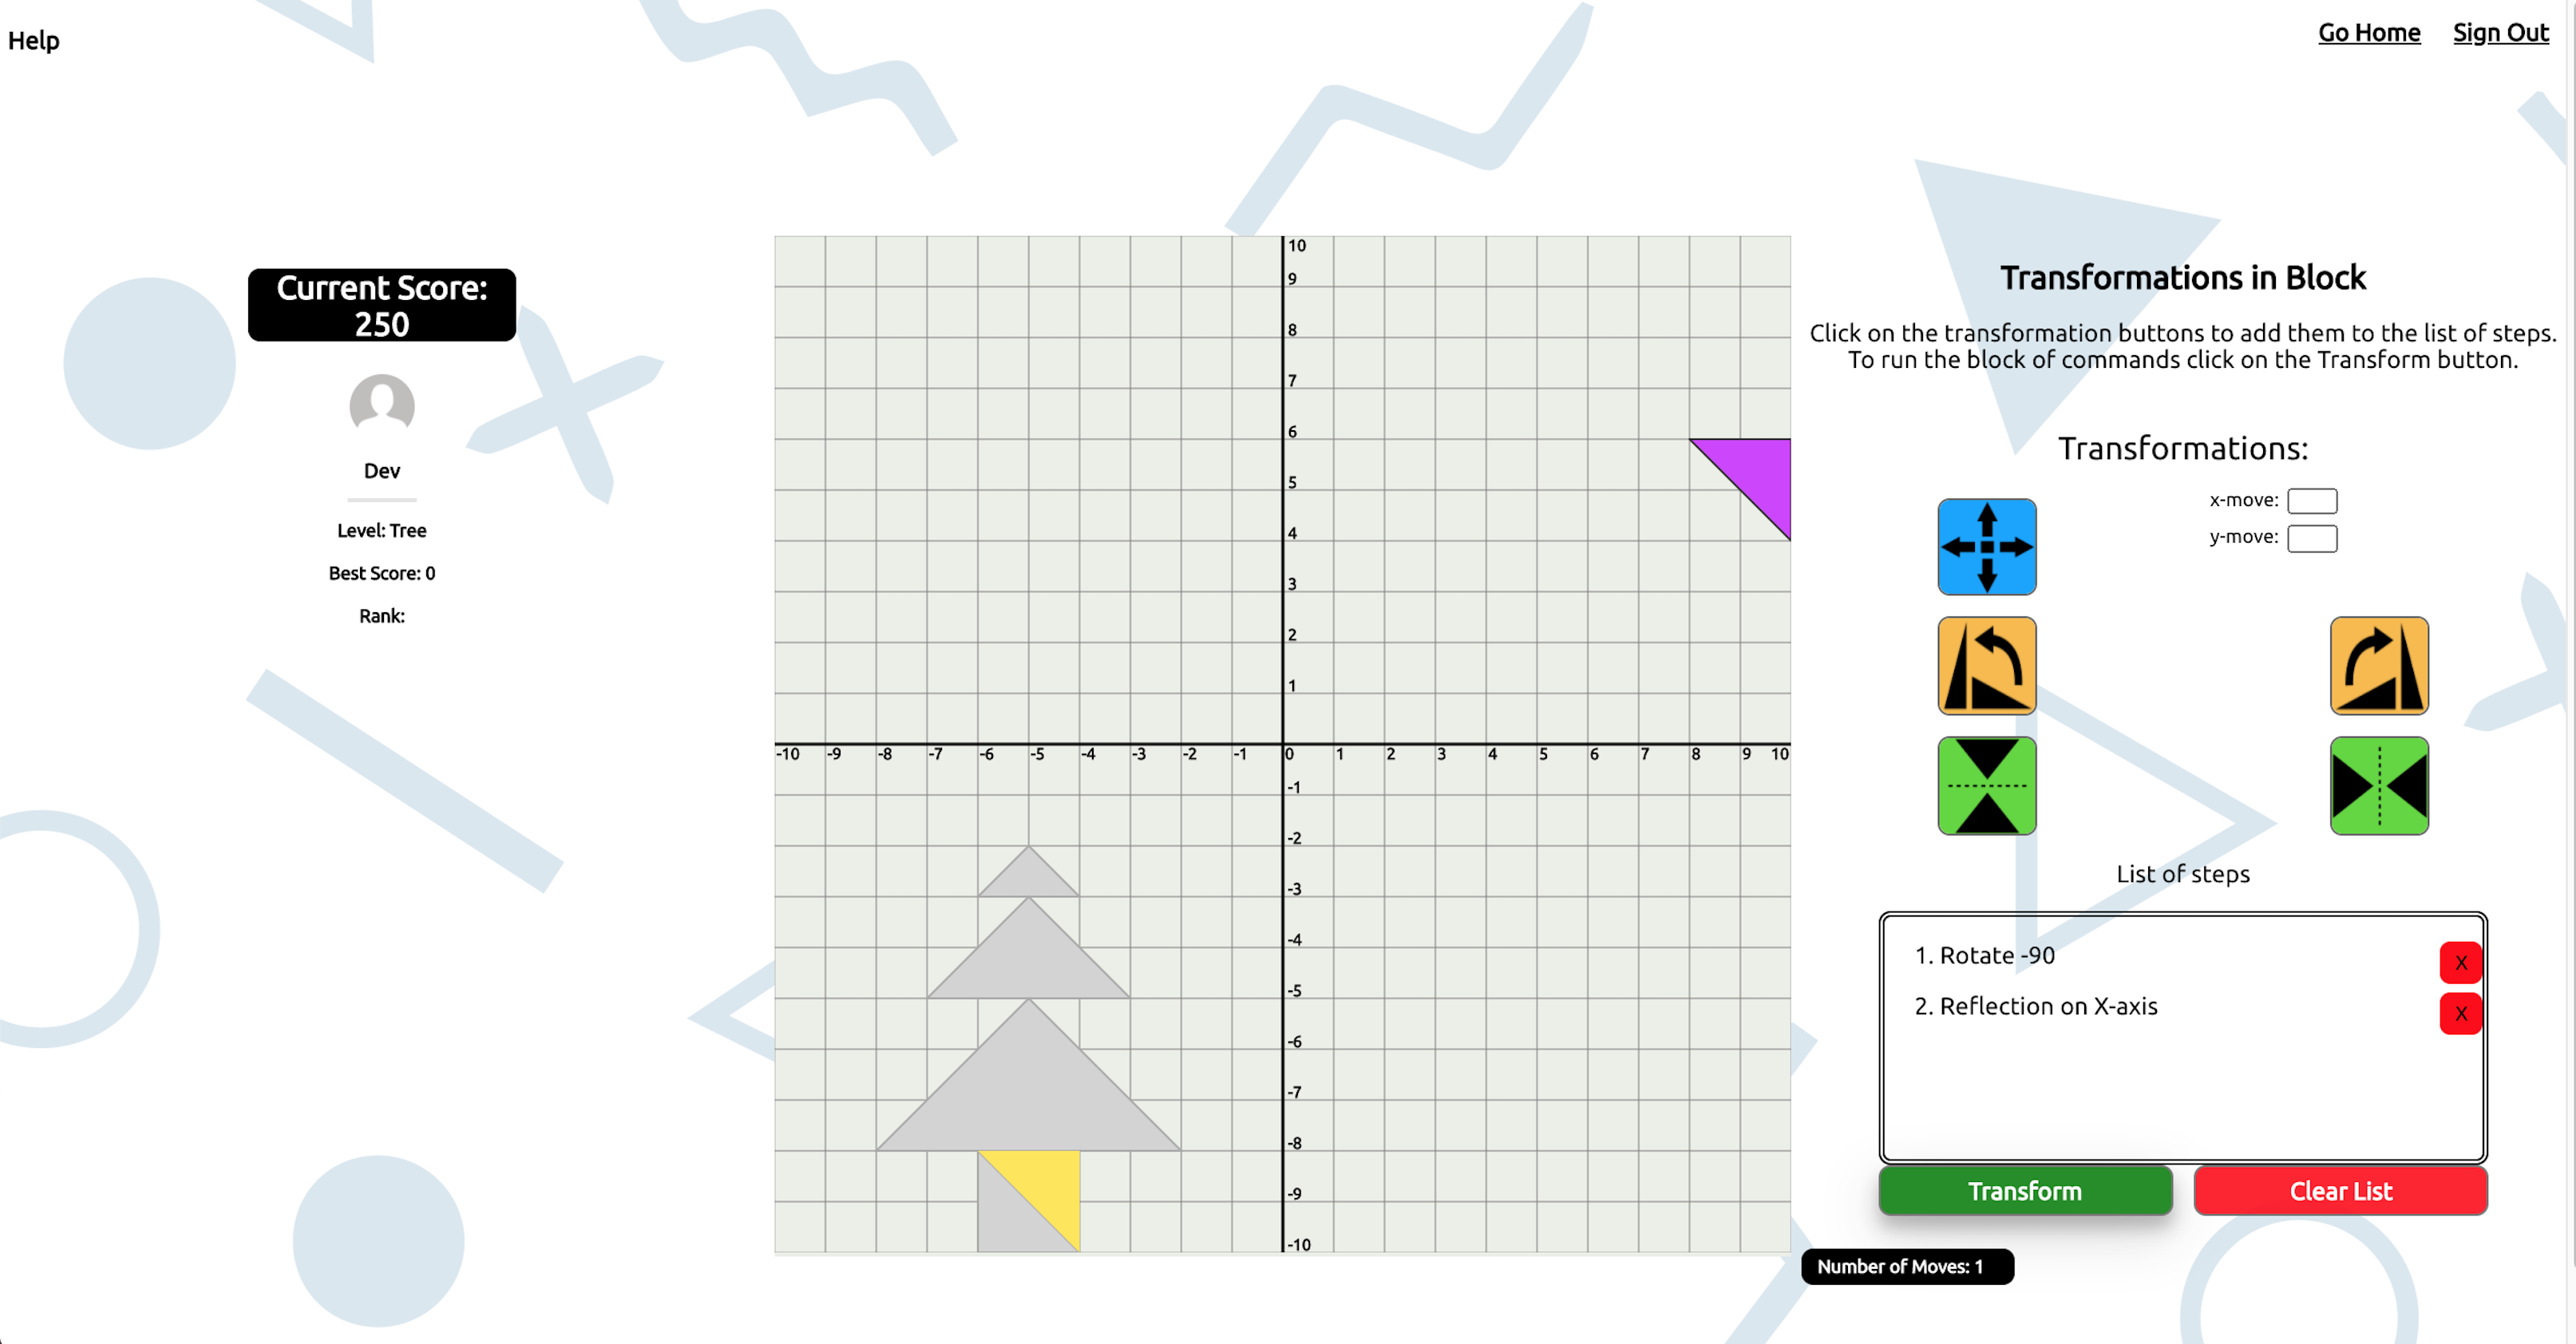 Help
Go Home
Sign Out
Current Score:
250
Dev
Level: Tree
Best Score: 0
Rank:
10
9
8
7
6
5
4
3
2
1
-10 -9 -8 -7 -6 -5 -4 -3 -2 -1 0 1 2 3 4 5 6 7 8 9 10
-1
-2
-3
-4
-5
-6
-7
-8
-9
-10
Transformations in Block
Click on the transformation buttons to add them to the list of steps.
To run the block of commands click on the Transform button.
Transformations:
x-move:
y-move:
List of steps
1. Rotate -90
X
2. Reflection on X-axis
X
Transform
Clear List
Number of Moves: 1